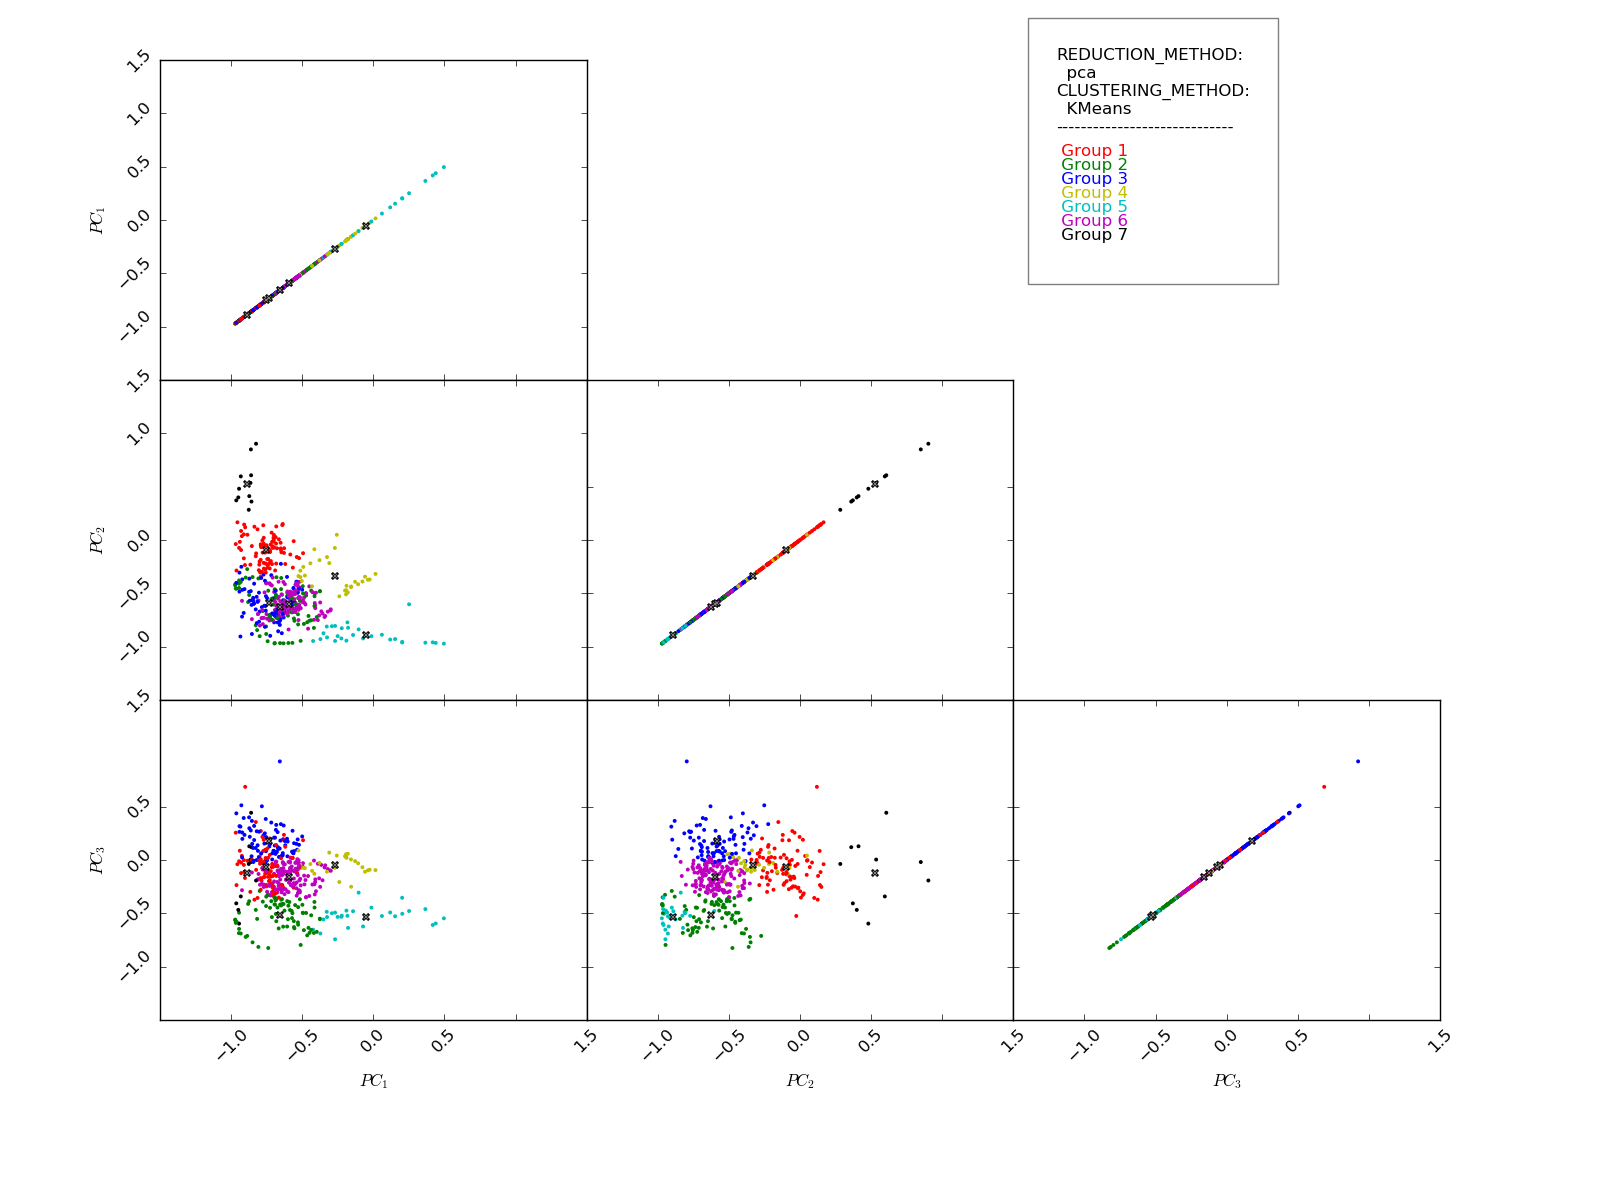 REDUCTION_METHOD:
pca
CLUSTERING_METHOD:
KMeans
------------------------------
Group 1
Group 2
Group 3
Group 4
Group 5
Group 6
Group 7
1.5
1.0
0.5
0.0
−0.5
−1.0
PC₁
1.5
1.0
0.0
−0.5
−1.0
PC₂
1.5
0.5
0.0
−0.5
−1.0
PC₃
−1.0 −0.5 0.0 0.5 1.5 −1.0 −0.5 0.0 0.5 1.5 −1.0 −0.5 0.0 0.5 1.5
PC₁ PC₂ PC₃